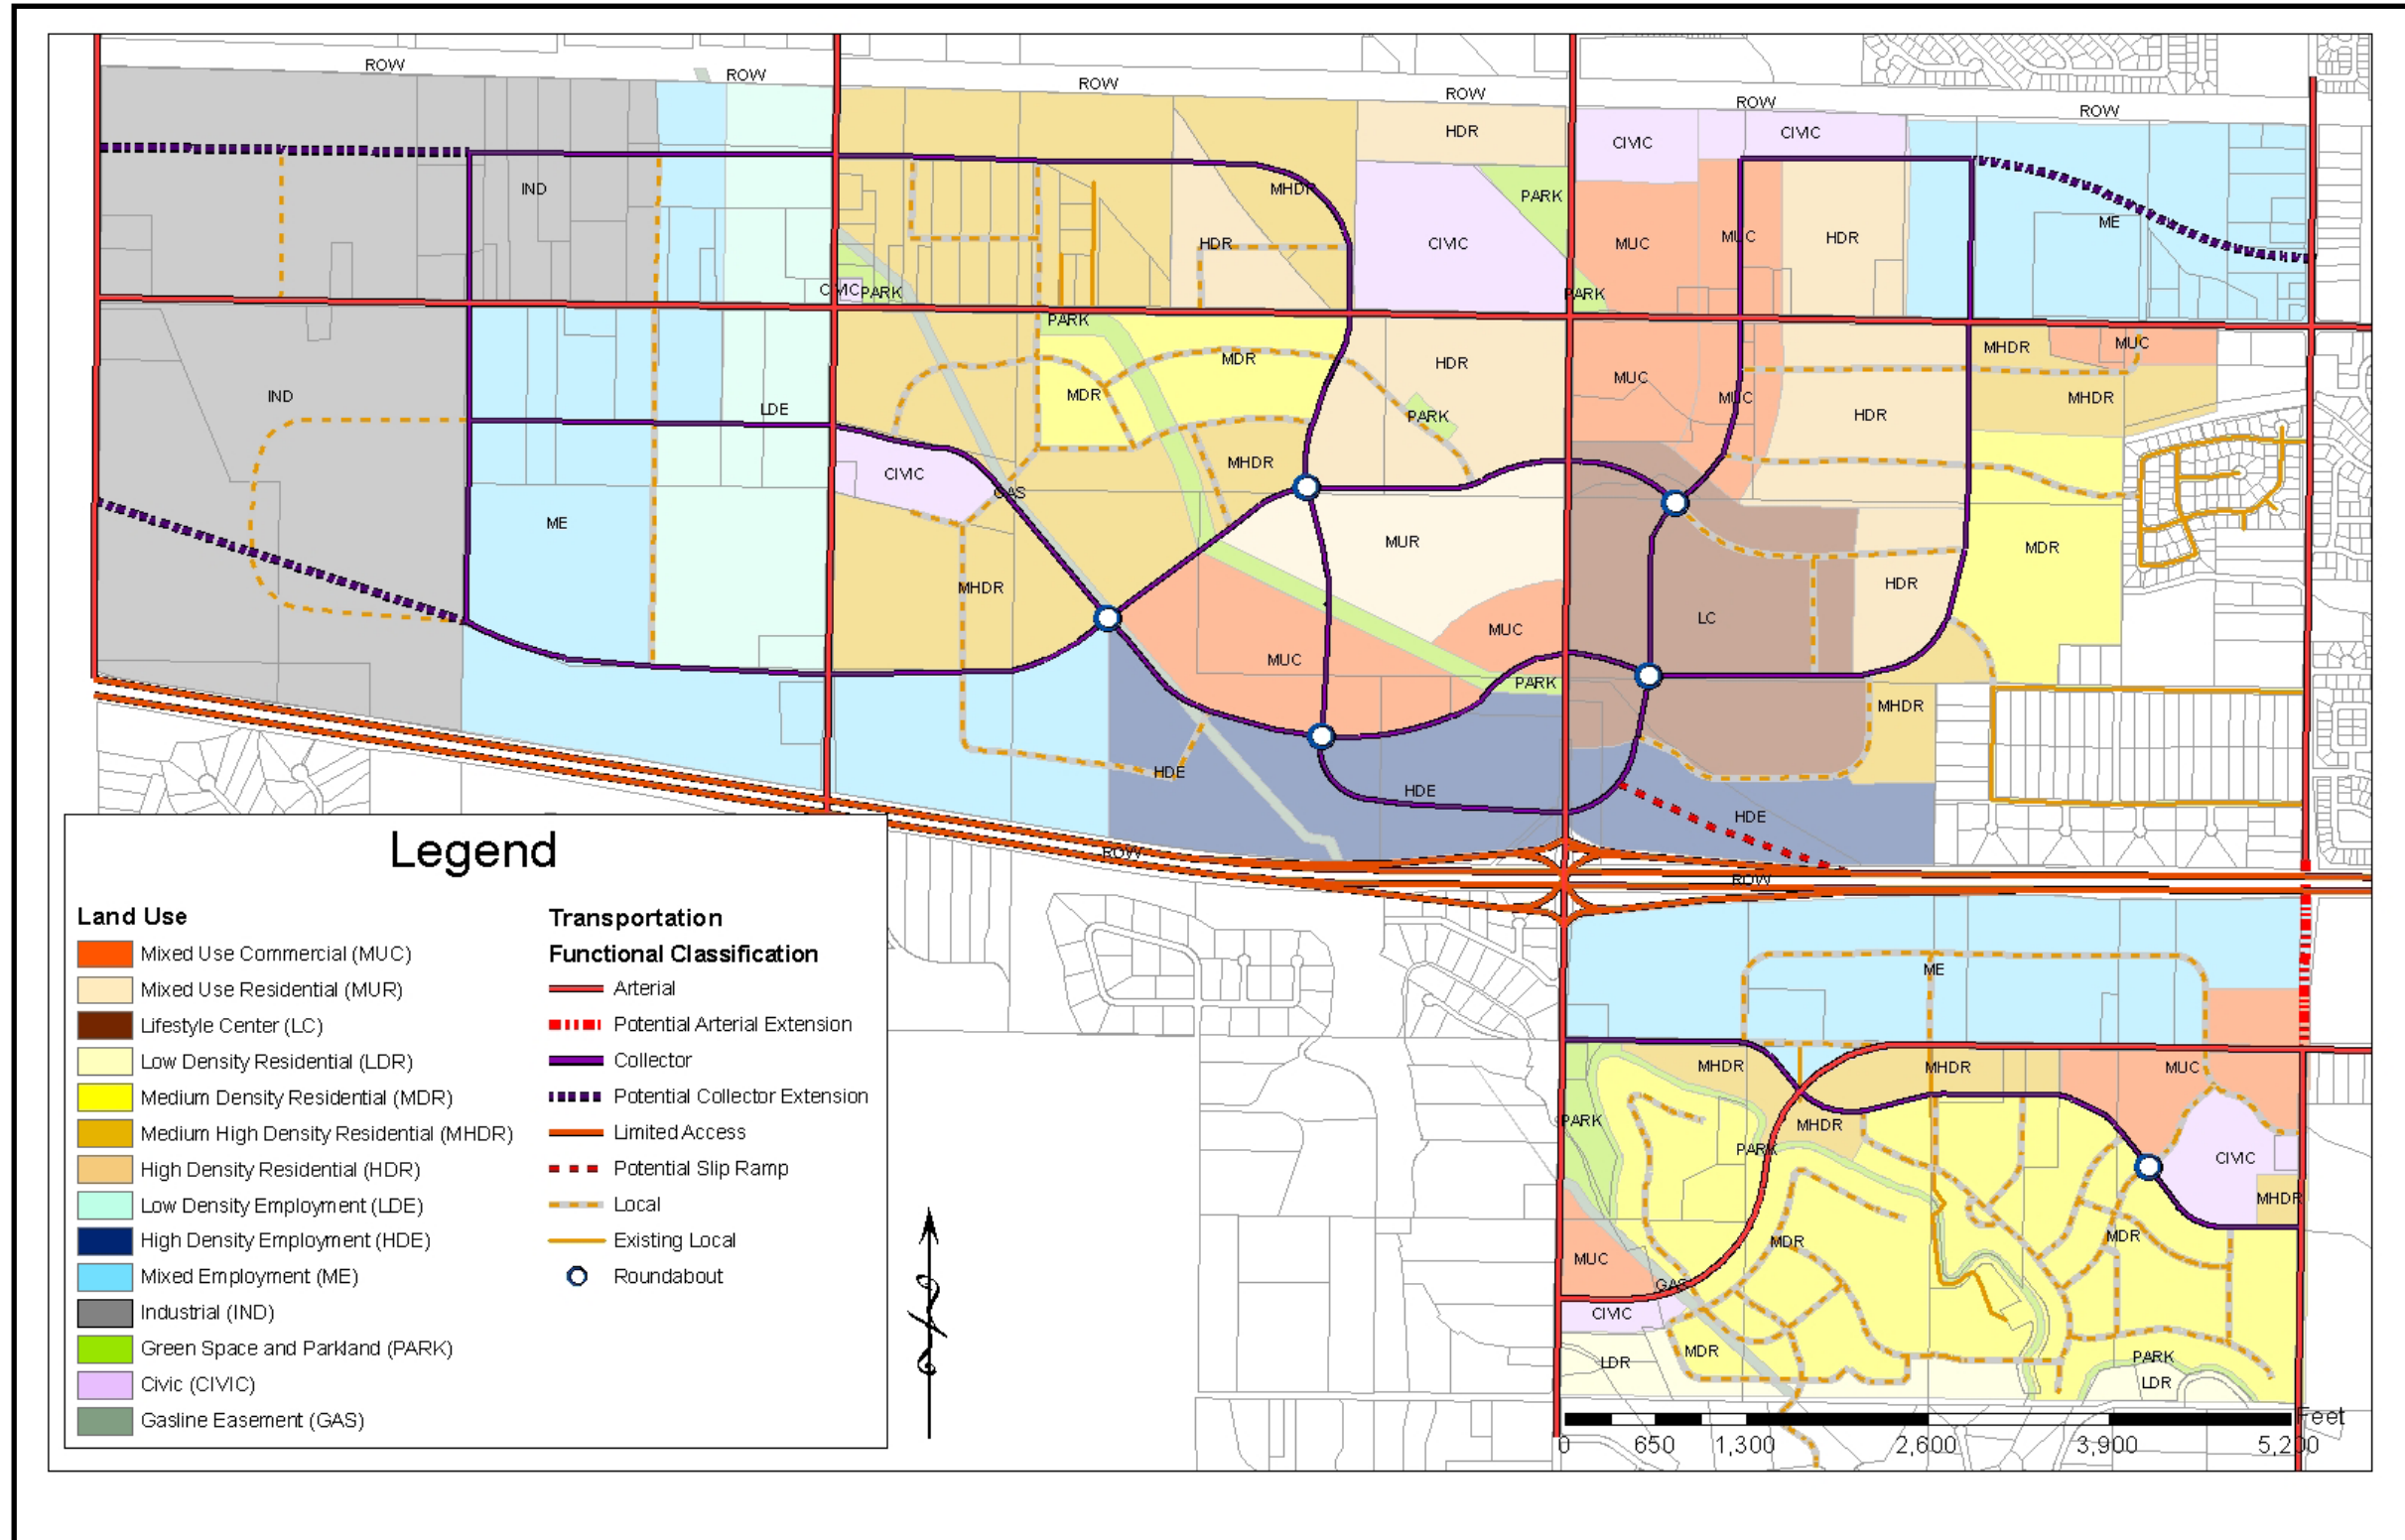 ROW
ROW
ROW
ROW
ROW
ROW
HDR
CIVIC
CIVIC
IND
MHDR
PARK
HDR
CIVIC
MUC
MUC
HDR
ME
CIVIC
PARK
PARK
PARK
MDR
HDR
MHDR
MUC
IND
LDE
MDR
PARK
MUC
MUC
HDR
MHDR
CIVIC
MHDR
GAS
ME
MUR
MDR
MHDR
HDR
LC
MUC
MUC
PARK
MHDR
HDE
HDE
HDE
ROW
ROW
ME
MHDR
MHDR
MUC
PARK
MHDR
PARK
CIVIC
MHDR
MDR
MDR
MUC
GAS
CIVIC
MDR
LDR
PARK
LDR
Legend
Land Use
Mixed Use Commercial (MUC)
Mixed Use Residential (MUR)
Lifestyle Center (LC)
Low Density Residential (LDR)
Medium Density Residential (MDR)
Medium High Density Residential (MHDR)
High Density Residential (HDR)
Low Density Employment (LDE)
High Density Employment (HDE)
Mixed Employment (ME)
Industrial (IND)
Green Space and Parkland (PARK)
Civic (CIVIC)
Gasline Easement (GAS)
Transportation
Functional Classification
Arterial
Potential Arterial Extension
Collector
Potential Collector Extension
Limited Access
Potential Slip Ramp
Local
Existing Local
Roundabout
Feet
0 650 1,300 2,600 3,900 5,200